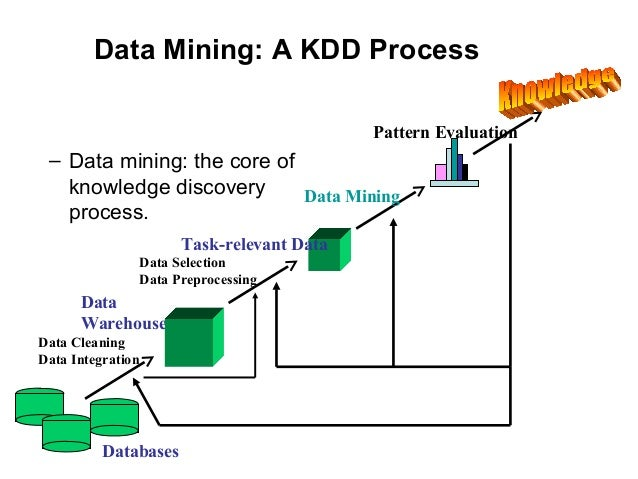 Data Mining: A KDD Process
Knowledge
Pattern Evaluation
– Data mining: the core of
knowledge discovery
process.
Data Mining
Task-relevant Data
Data Selection
Data Preprocessing
Data
Warehouse
Data Cleaning
Data Integration
Databases